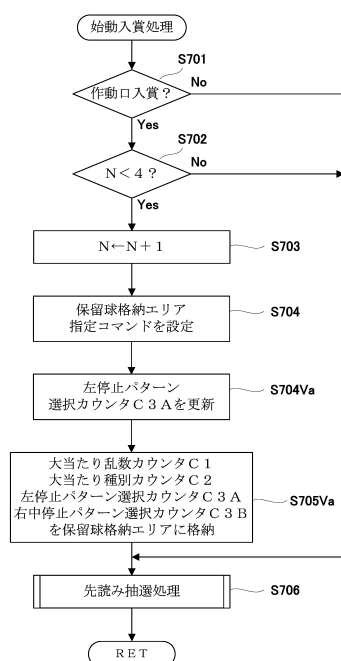 始動入賞処理
S701
作動口入賞？
No
Yes
S702
Ｎ＜４？
No
Yes
Ｎ←Ｎ＋１
S703
保留球格納エリア
指定コマンドを設定
S704
左停止パターン
選択カウンタＣ３Ａを更新
S704Va
大当たり乱数カウンタＣ１
大当たり種別カウンタＣ２
左停止パターン選択カウンタＣ３Ａ
右中停止パターン選択カウンタＣ３Ｂ
を保留球格納エリアに格納
S705Va
先読み抽選処理
S706
ＲＥＴ